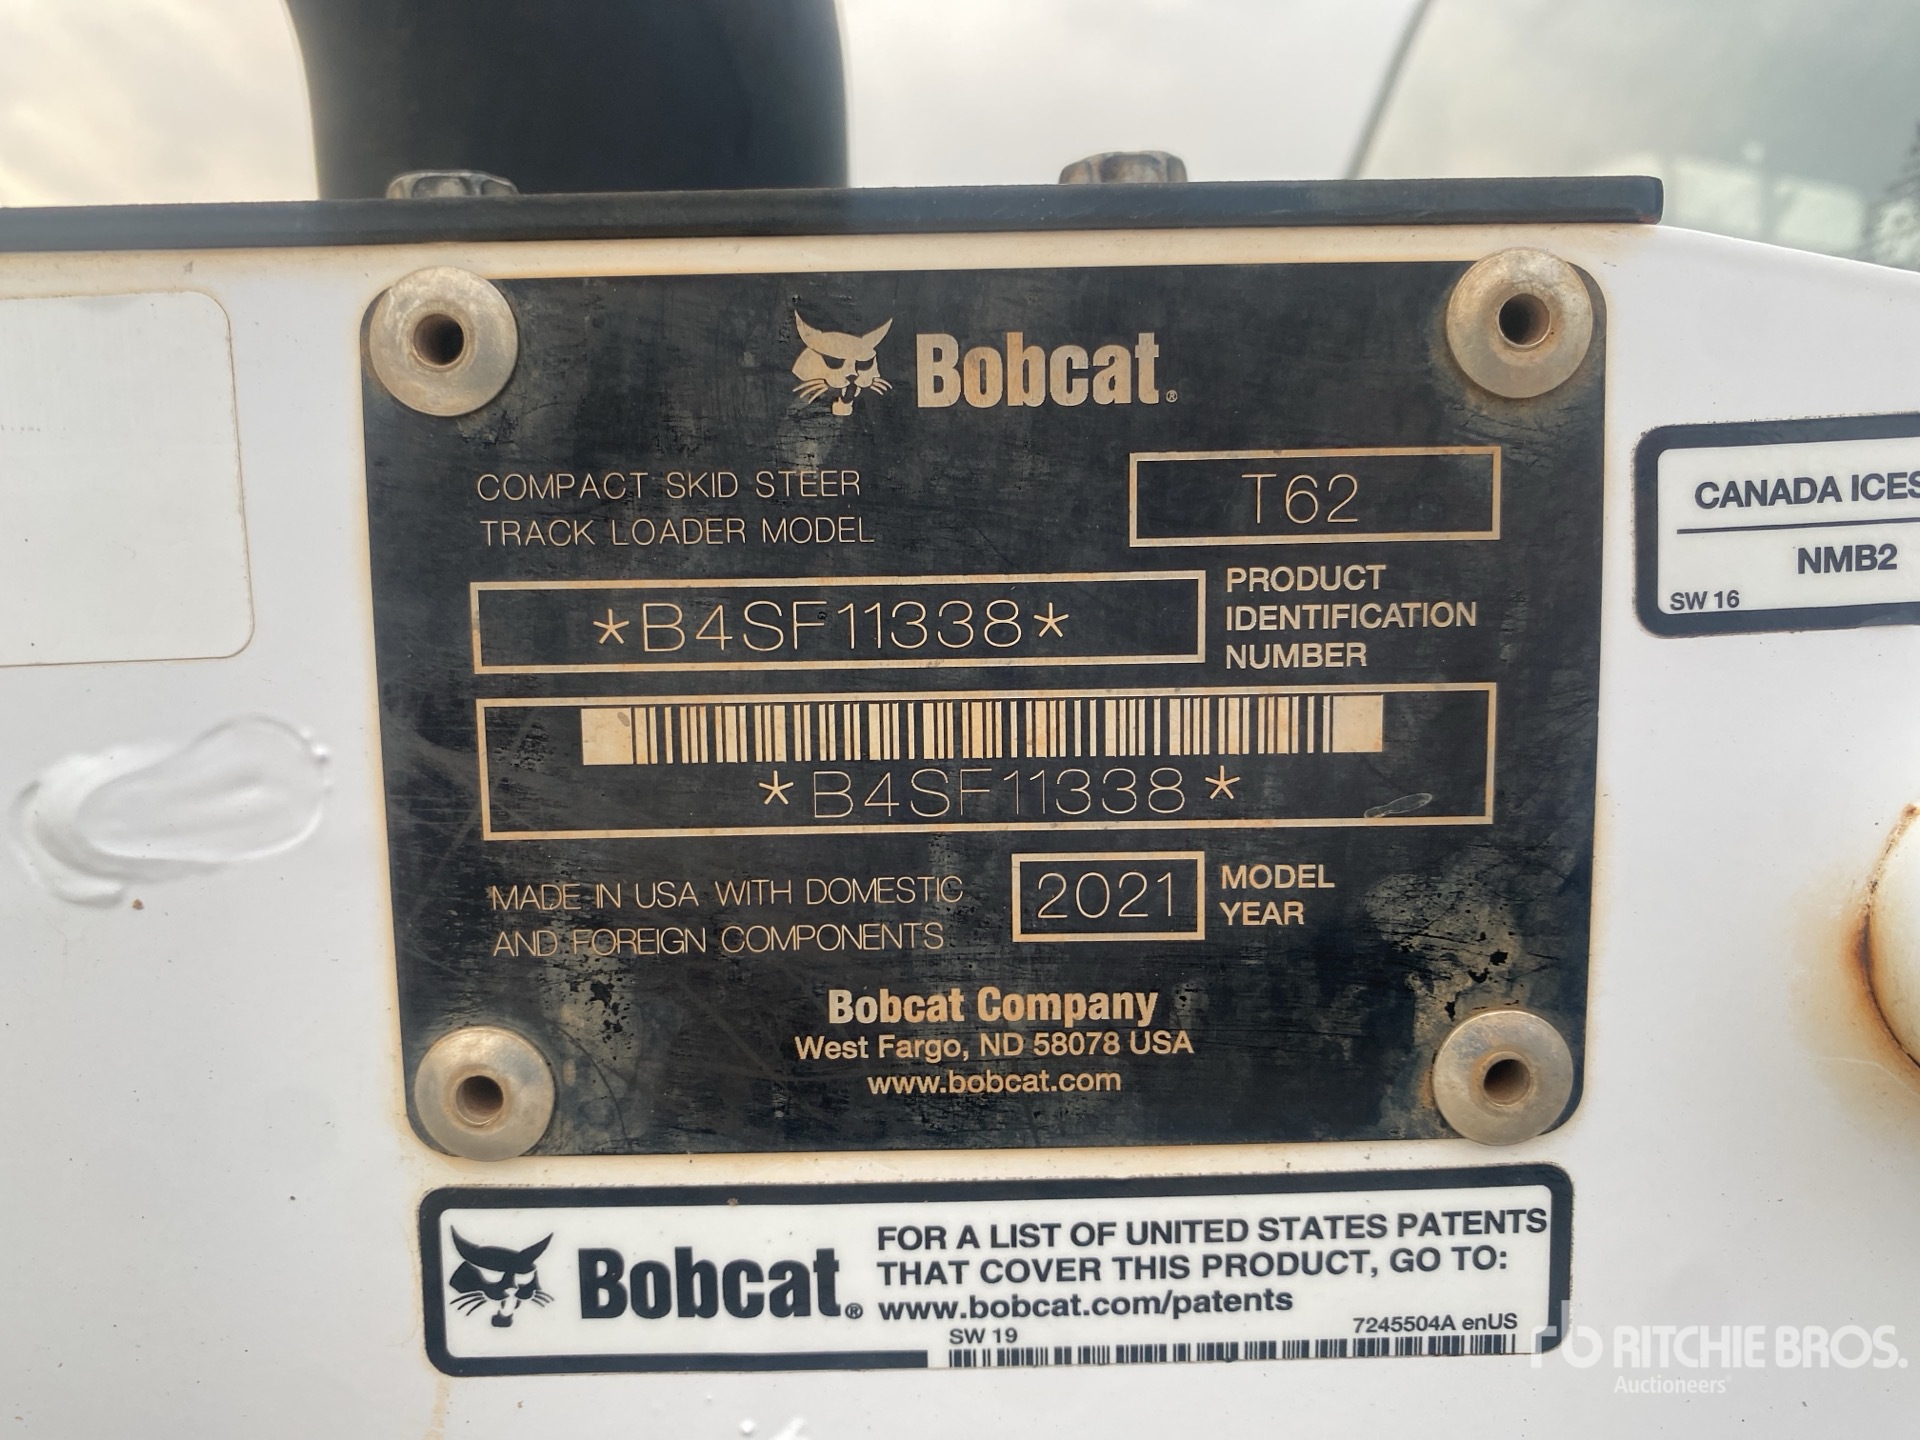 Bobcat®
COMPACT SKID STEER
TRACK LOADER MODEL
T62
*B4SF11338*
PRODUCT
IDENTIFICATION
NUMBER
*B4SF11338*
MADE IN USA WITH DOMESTIC
AND FOREIGN COMPONENTS
2021
MODEL
YEAR
Bobcat Company
West Fargo, ND 58078 USA
www.bobcat.com
CANADA ICES
NMB2
SW 16
Bobcat®
FOR A LIST OF UNITED STATES PATENTS
THAT COVER THIS PRODUCT, GO TO:
www.bobcat.com/patents
SW 19
7245504A enUS
rb RITCHIE BROS.
Auctioneers